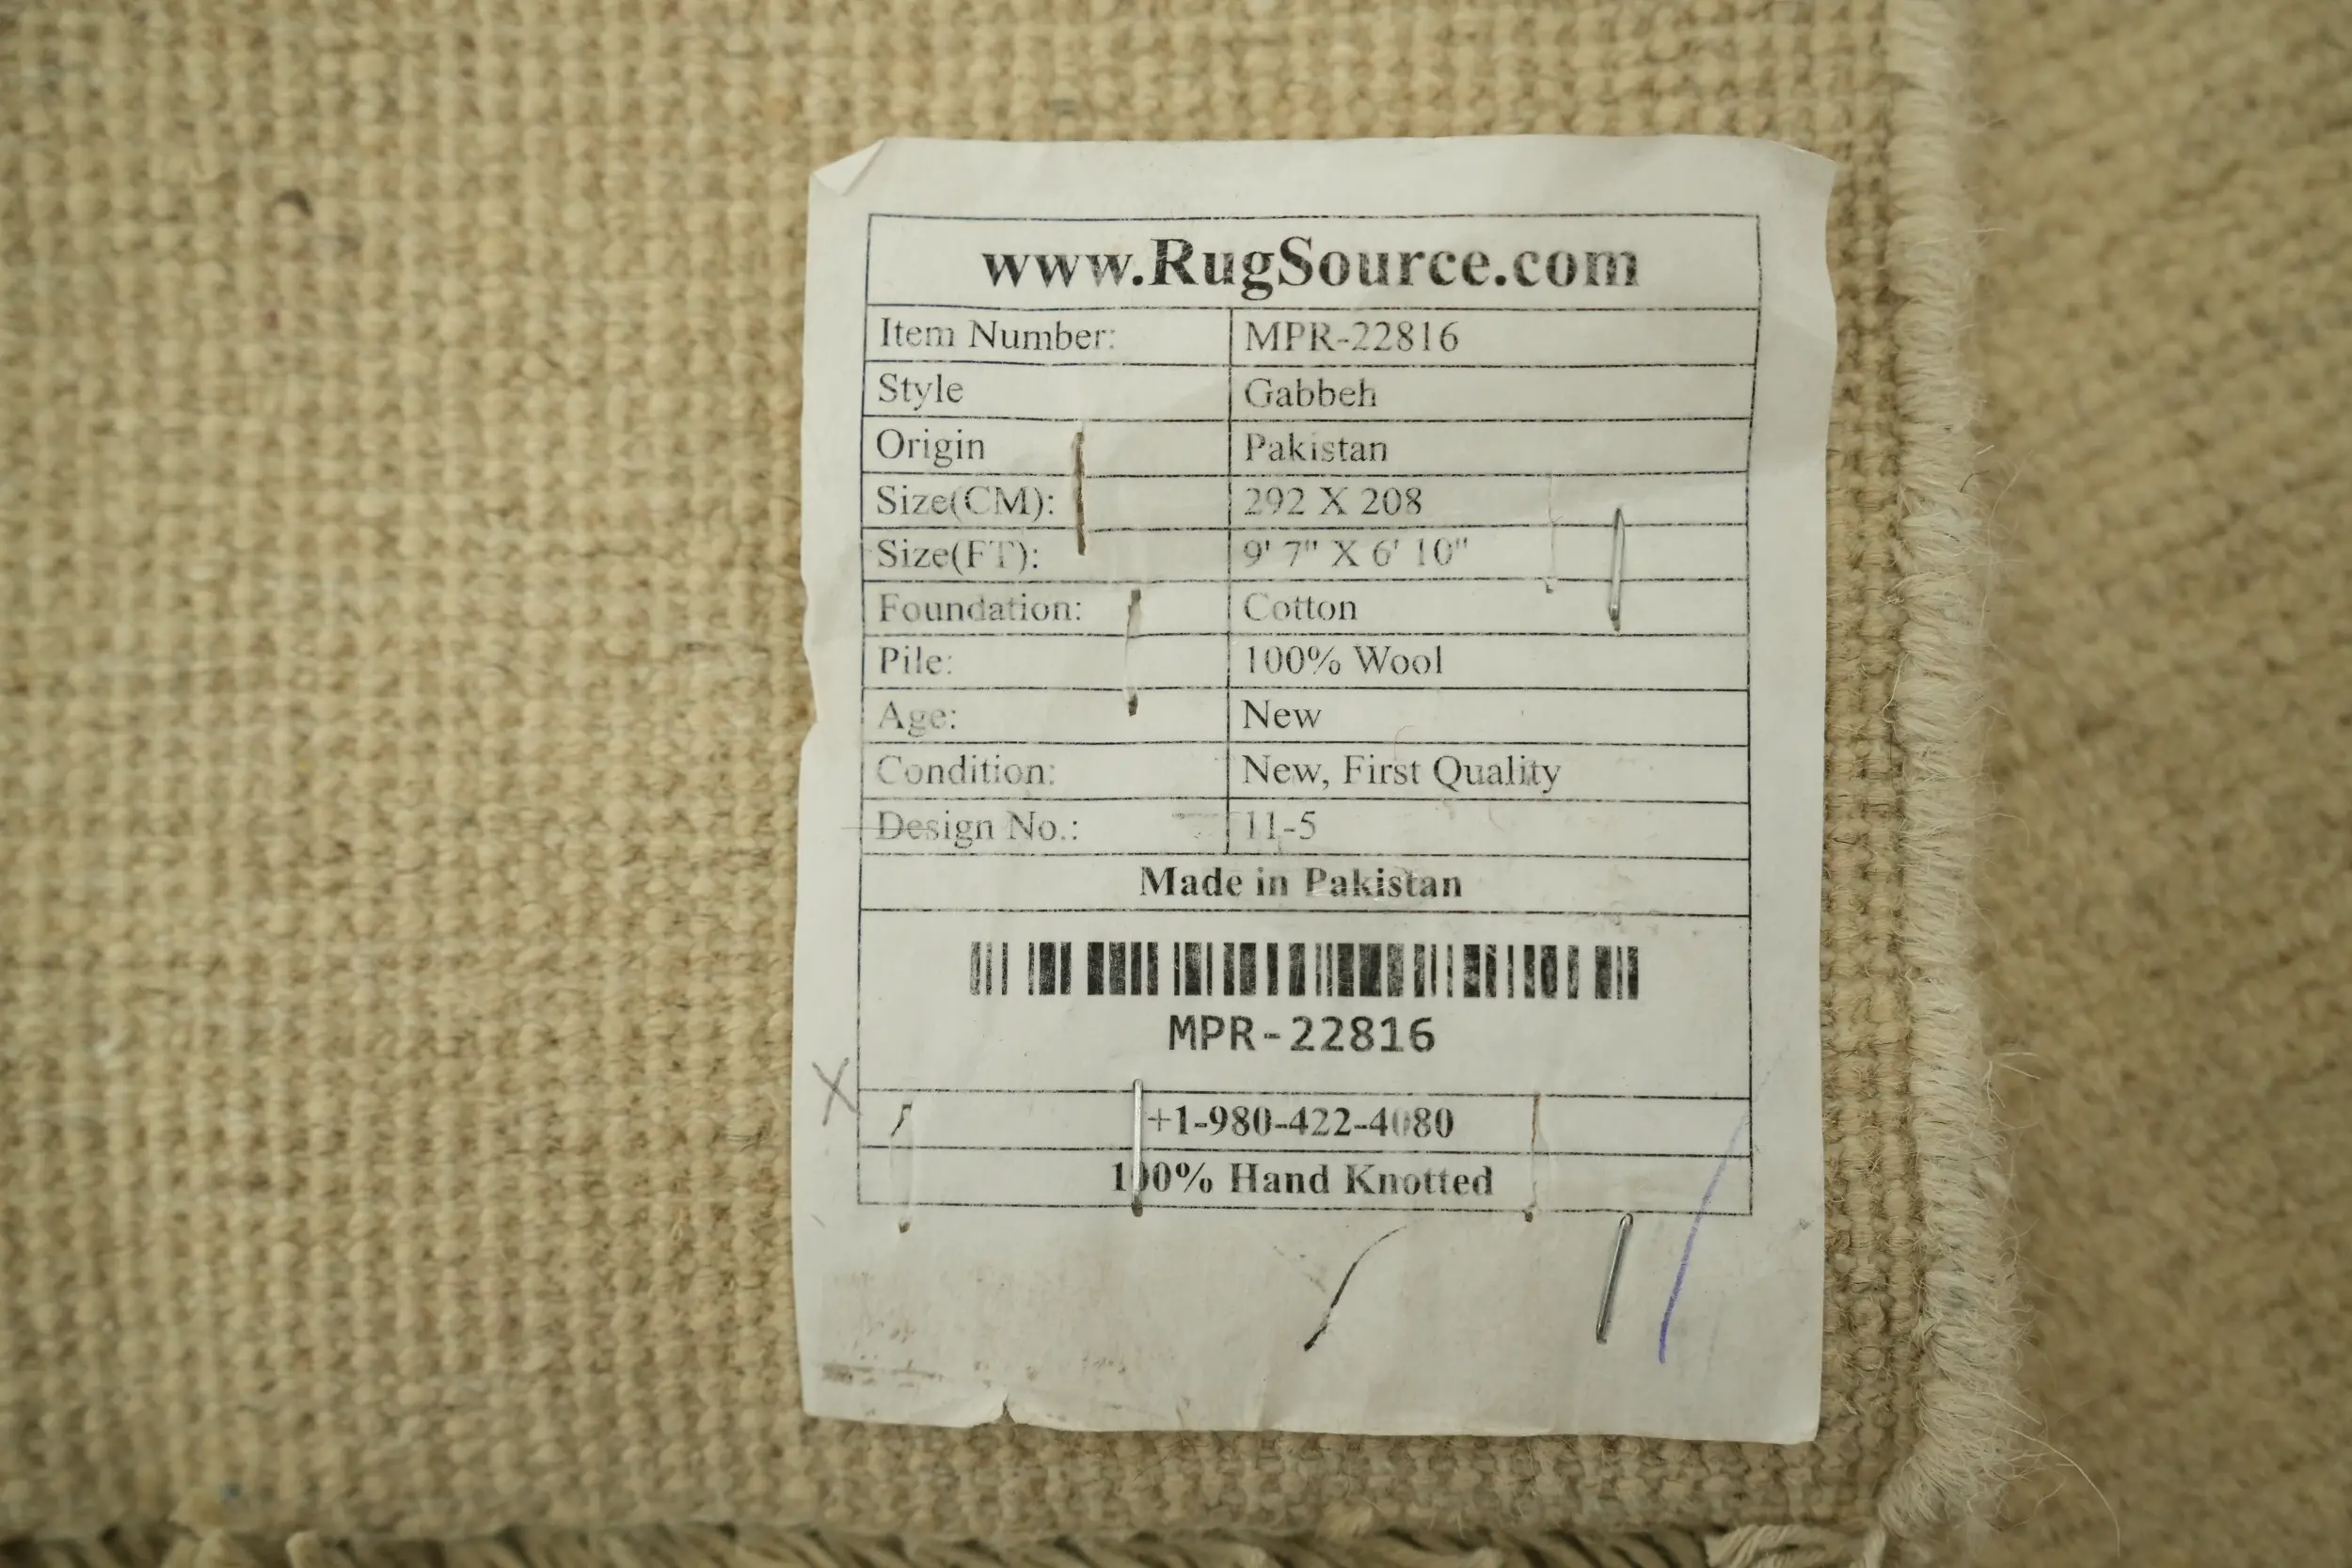 www.RugSource.com
Item Number: MPR-22816
Style Gabbeh
Origin Pakistan
Size(CM): 292 X 208
Size(FT): 9' 7" X 6' 10"
Foundation: Cotton
Pile: 100% Wool
Age: New
Condition: New, First Quality
Design No.: 11-5
Made in Pakistan
MPR-22816
X
+1-980-422-4080
100% Hand Knotted